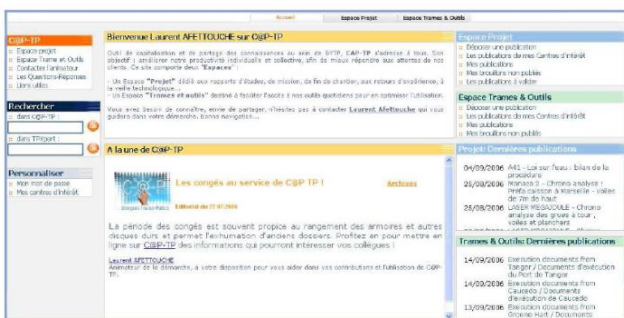 Accueil
Espace Projet
Espace Trames & Outils
C@P-TP
Espace projet
Espace Trame et Outils
Contacter l'animateur
Les Questions-Réponses
Liens utiles
Rechercher
dans C@P-TP :
dans TPXport :
Personnaliser
Mon mot de passe
Mes centres d'intérêt
Bienvenue Laurent AFETTOUCHE sur C@P-TP
Outil de capitalisation et de partage des connaissances au sein de BYTP, CAP-TP s'adresse à tous. Son
objectif : améliorer notre productivité individuelle et collective, afin de mieux répondre aux attentes de nos
clients. Ce site comporte deux "Espaces" :
- Un Espace "Projet" dédié aux rapports d'études, de mission, de fin de chantier, aux retours d'expérience, à
la veille technologique...
- Un Espace "Trames et outils" destiné à faciliter l'accès à nos outils quotidiens pour en optimiser l'utilisation.
Vous avez besoin de connaître, envie de partager, n'hésitez pas à contacter Laurent Afettouche qui vous
guidera dans votre démarche. Bonne navigation...
A la une de C@P-TP
Les congés au service de C@P TP !
Archives
Editorial du 27.07.2006
La période des congés est souvent propice au rangement des armoires et autres
disques durs et permet l'exhumation d'anciens dossiers. Profitez en pour mettre en
ligne sur C@P-TP des informations qui pourront intéresser vos collègues !
Laurent AFETTOUCHE
Animateur de la démarche, à votre disposition pour vous aider dans vos contributions et l'utilisation de C@P-
TP.
Espace Projet
Déposer une publication
Les publications de mes Centres d'intérêt
Mes publications
Mes brouillons non publiés
Les publications à valider
Espace Trames & Outils
Déposer une publication
Les publications de mes Centres d'intérêt
Mes publications
Mes brouillons non publiés
Projet: Dernières publications
04/09/2006 A41 - Loi sur l'eau : bilan de la
procédure
25/08/2006 Monaco 2 - Chrono analyse :
Préfa caisson à Marseille - voiles
de 7m de haut
28/08/2006 LASER MEGAJOULE - Chrono
analyse des grues à tour ,
voiles et planchers
Trames & Outils: Dernières publications
14/09/2006 Execution documents from
Tanger / Documents d'exécution
du Port de Tanger
14/09/2006 Execution documents from
Caucedo / Documents
d'exécution de Caucedo
13/09/2006 Execution documents from
Groene Hart / Documents